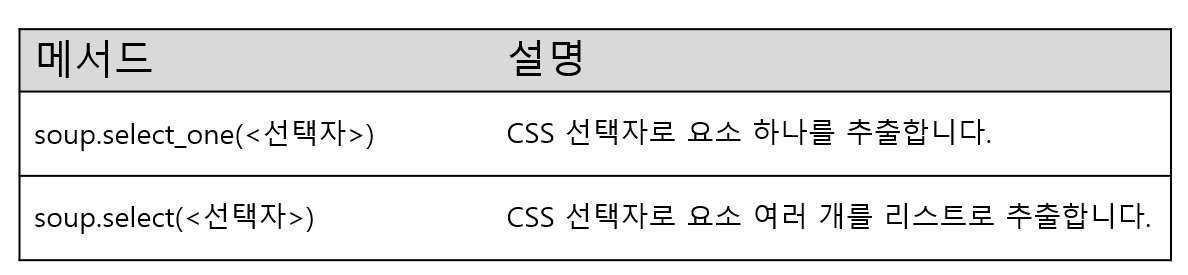 메서드 설명
soup.select_one(<선택자>) CSS 선택자로 요소 하나를 추출합니다.
soup.select(<선택자>) CSS 선택자로 요소 여러 개를 리스트로 추출합니다.